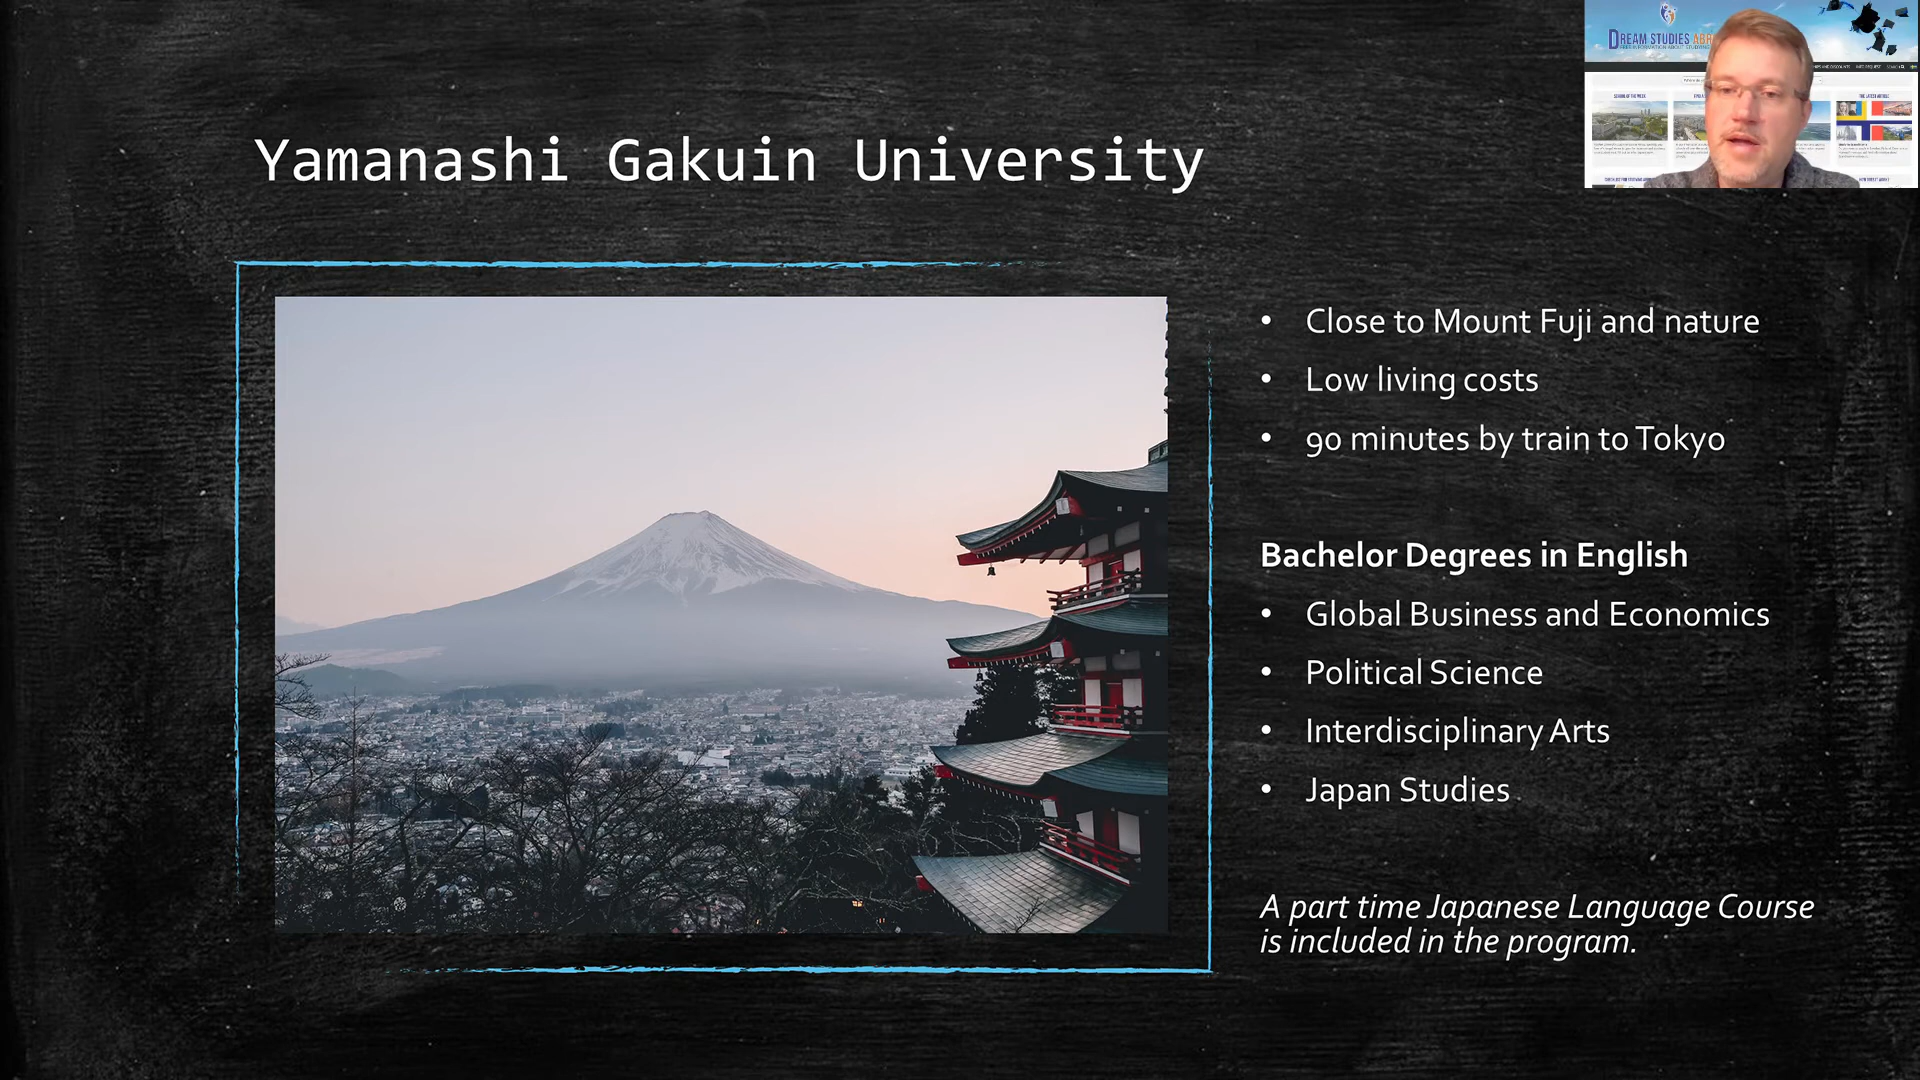 Yamanashi Gakuin University
DREAM STUDIES
• Close to Mount Fuji and nature
• Low living costs
• 90 minutes by train to Tokyo
Bachelor Degrees in English
• Global Business and Economics
• Political Science
• Interdisciplinary Arts
• Japan Studies
A part time Japanese Language Course
is included in the program.